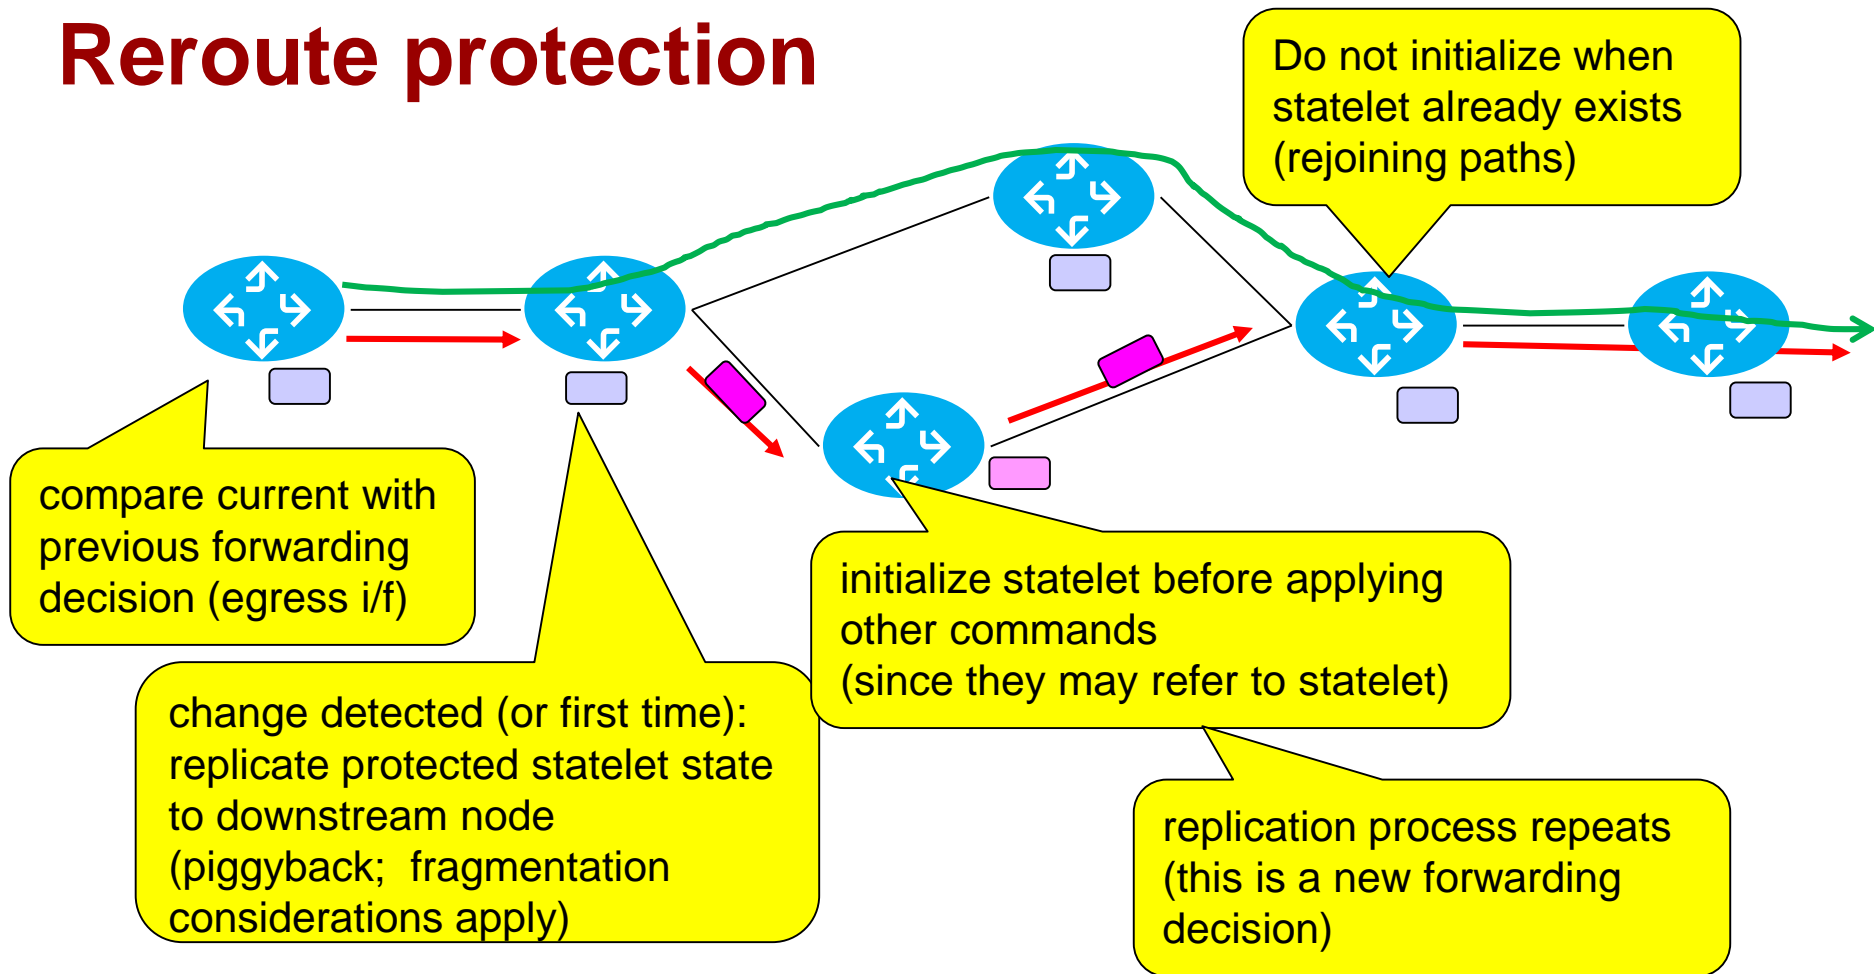 Reroute protection
Do not initialize when
statelet already exists
(rejoining paths)
compare current with
previous forwarding
decision (egress i/f)
change detected (or first time):
replicate protected statelet state
to downstream node
(piggyback;  fragmentation
considerations apply)
initialize statelet before applying
other commands
(since they may refer to statelet)
replication process repeats
(this is a new forwarding
decision)